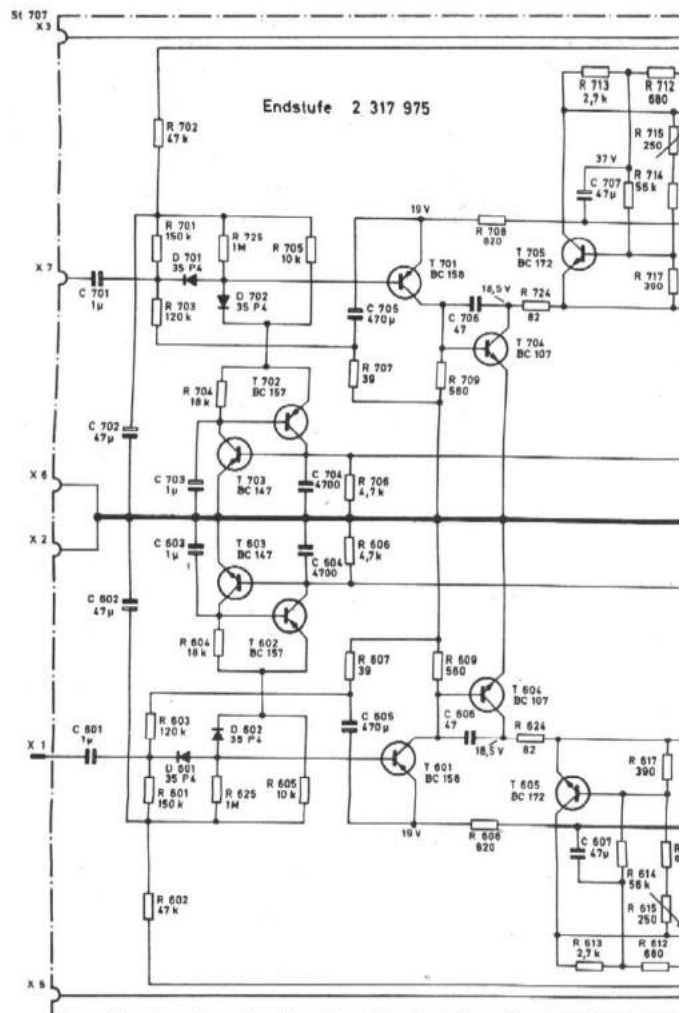 St 707
X 3
Endstufe 2 317 975
R 713
2,7k
R 712
680
R 702
47 k
R 715
250
37 V
C 707
47µ
R 714
56 k
19 V
R 708
820
R 701
150 k
R 725
1M
R 705
10 k
D 701
35 P4
T 701
BC 158
T 705
BC 172
X 7
C 701
1µ
R 703
120 k
D 702
35 P4
C 705
470µ
18,5 V
R 724
82
R 717
390
C 706
47
T 704
BC 107
R 707
39
R 709
560
R 704
18 k
T 702
BC 157
C 702
47µ
X 6
C 703
1µ
T 703
BC 147
C 704
4700
R 706
4,7 k
X 2
C 603
1µ
T 603
BC 147
C 604
4700
R 606
4,7k
C 602
47µ
R 604
18 k
T 602
BC 157
R 607
39
R 609
560
T 604
BC 107
C 601
1µ
R 603
120 k
D 602
35 P4
C 605
470µ
C 606
47
R 624
82
X 1
18,5 V
R 617
390
D 601
35 P4
T 601
BC 158
T 605
BC 172
R 601
150 k
R 625
1M
R 605
10 k
19 V
R 608
820
C 607
47µ
R 614
56 k
R 602
47 k
R 615
250
R 613
2,7k
R 612
680